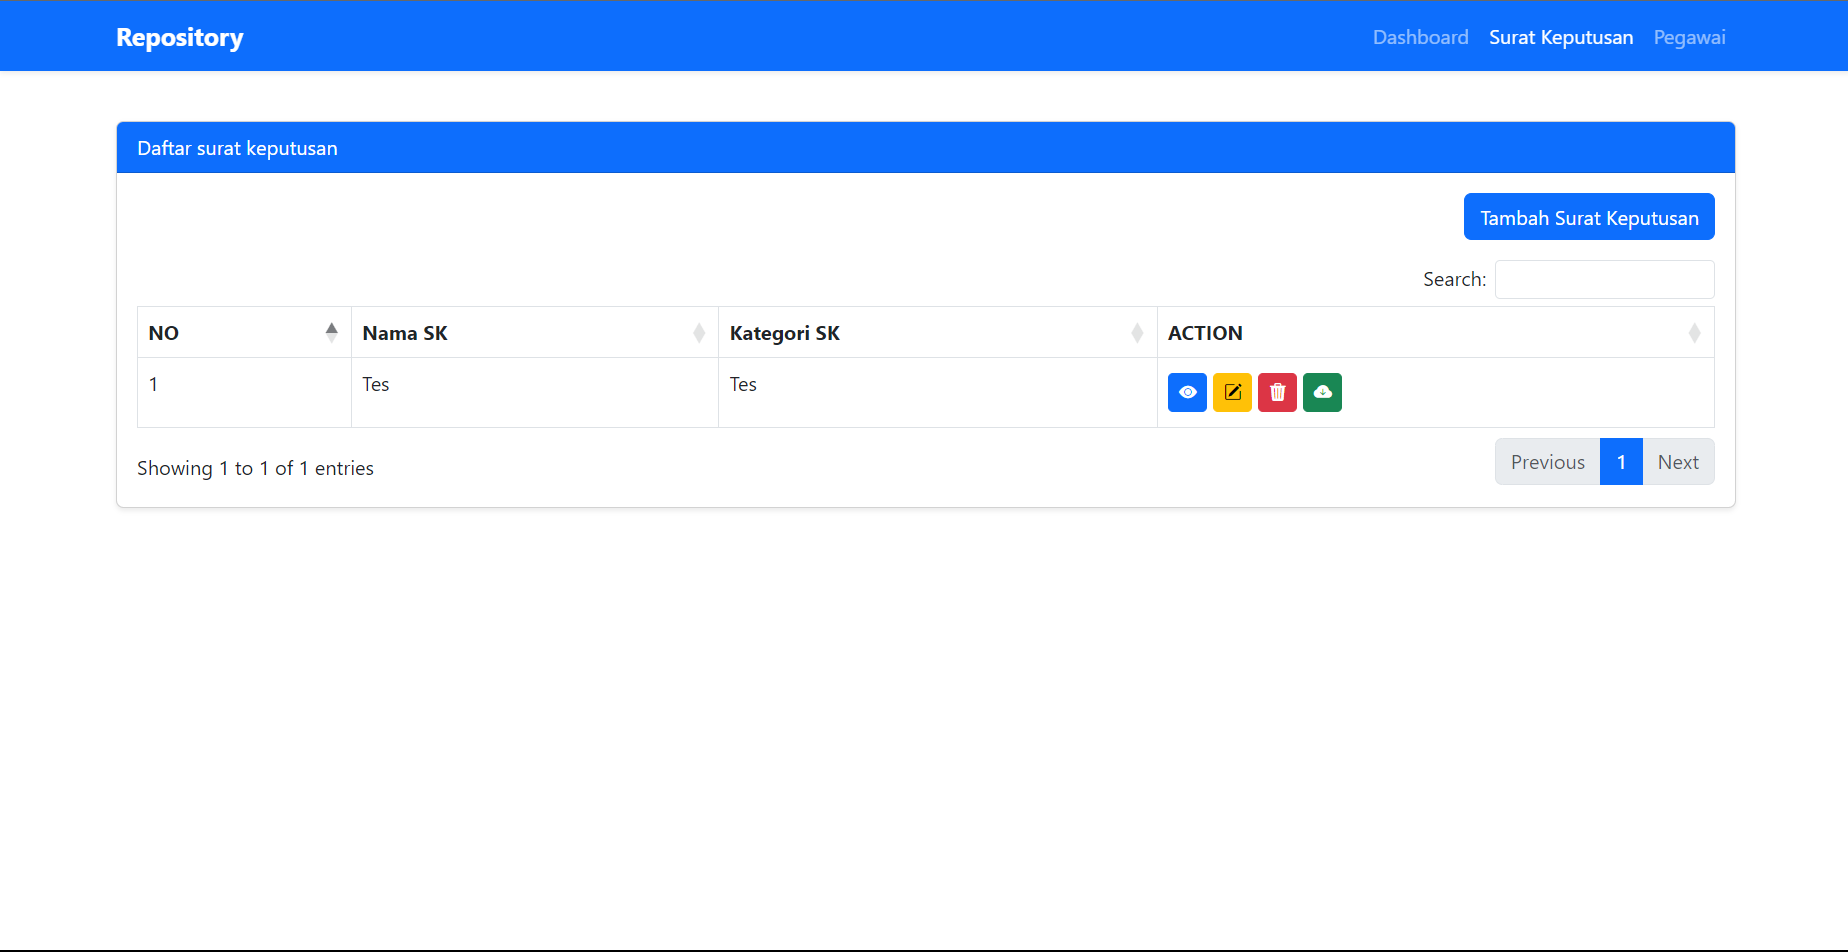 Repository Dashboard Surat Keputusan Pegawai
Daftar surat keputusan
Tambah Surat Keputusan
Search:
NO Nama SK Kategori SK ACTION
1 Tes Tes
Showing 1 to 1 of 1 entries Previous 1 Next